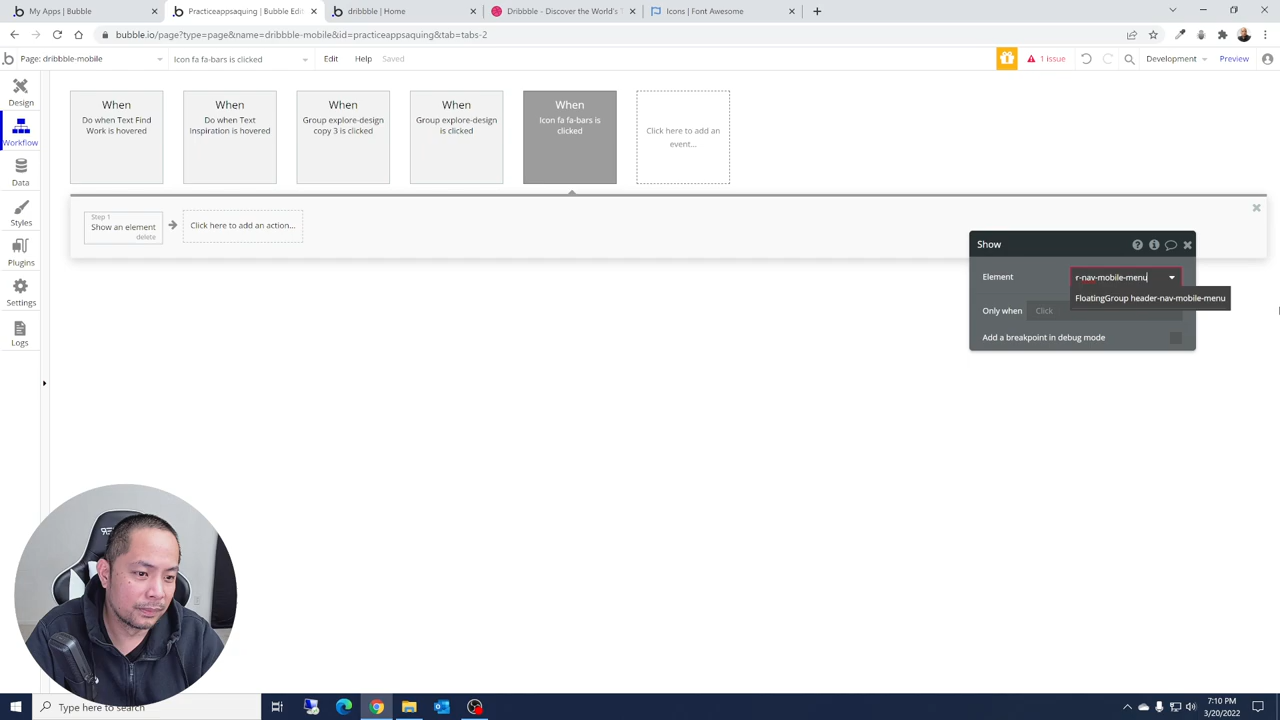 My Apps | Bubble
Practiceappsaquing | Bubble Edi
dribbble | Home
Dribbble - Discover the World's T
Icons | Font Awesome
bubble.io/page?type=page&name=dribbble-mobile&id=practiceappsaquing&tab=tabs-2
Page: dribbble-mobile
Icon fa fa-bars is clicked
Edit
Help
Saved
1 issue
Development
Preview
Design
Workflow
Data
Styles
Plugins
Settings
Logs
When
Do when Text Find
Work is hovered
When
Do when Text
Inspiration is hovered
When
Group explore-design
copy 3 is clicked
When
Group explore-design
is clicked
When
Icon fa fa-bars is
clicked
Click here to add an
event...
Step 1
Show an element
delete
Click here to add an action...
Show
Element
r-nav-mobile-menu
FloatingGroup header-nav-mobile-menu
Only when
Click
Add a breakpoint in debug mode
Type here to search
7:10 PM
3/20/2022